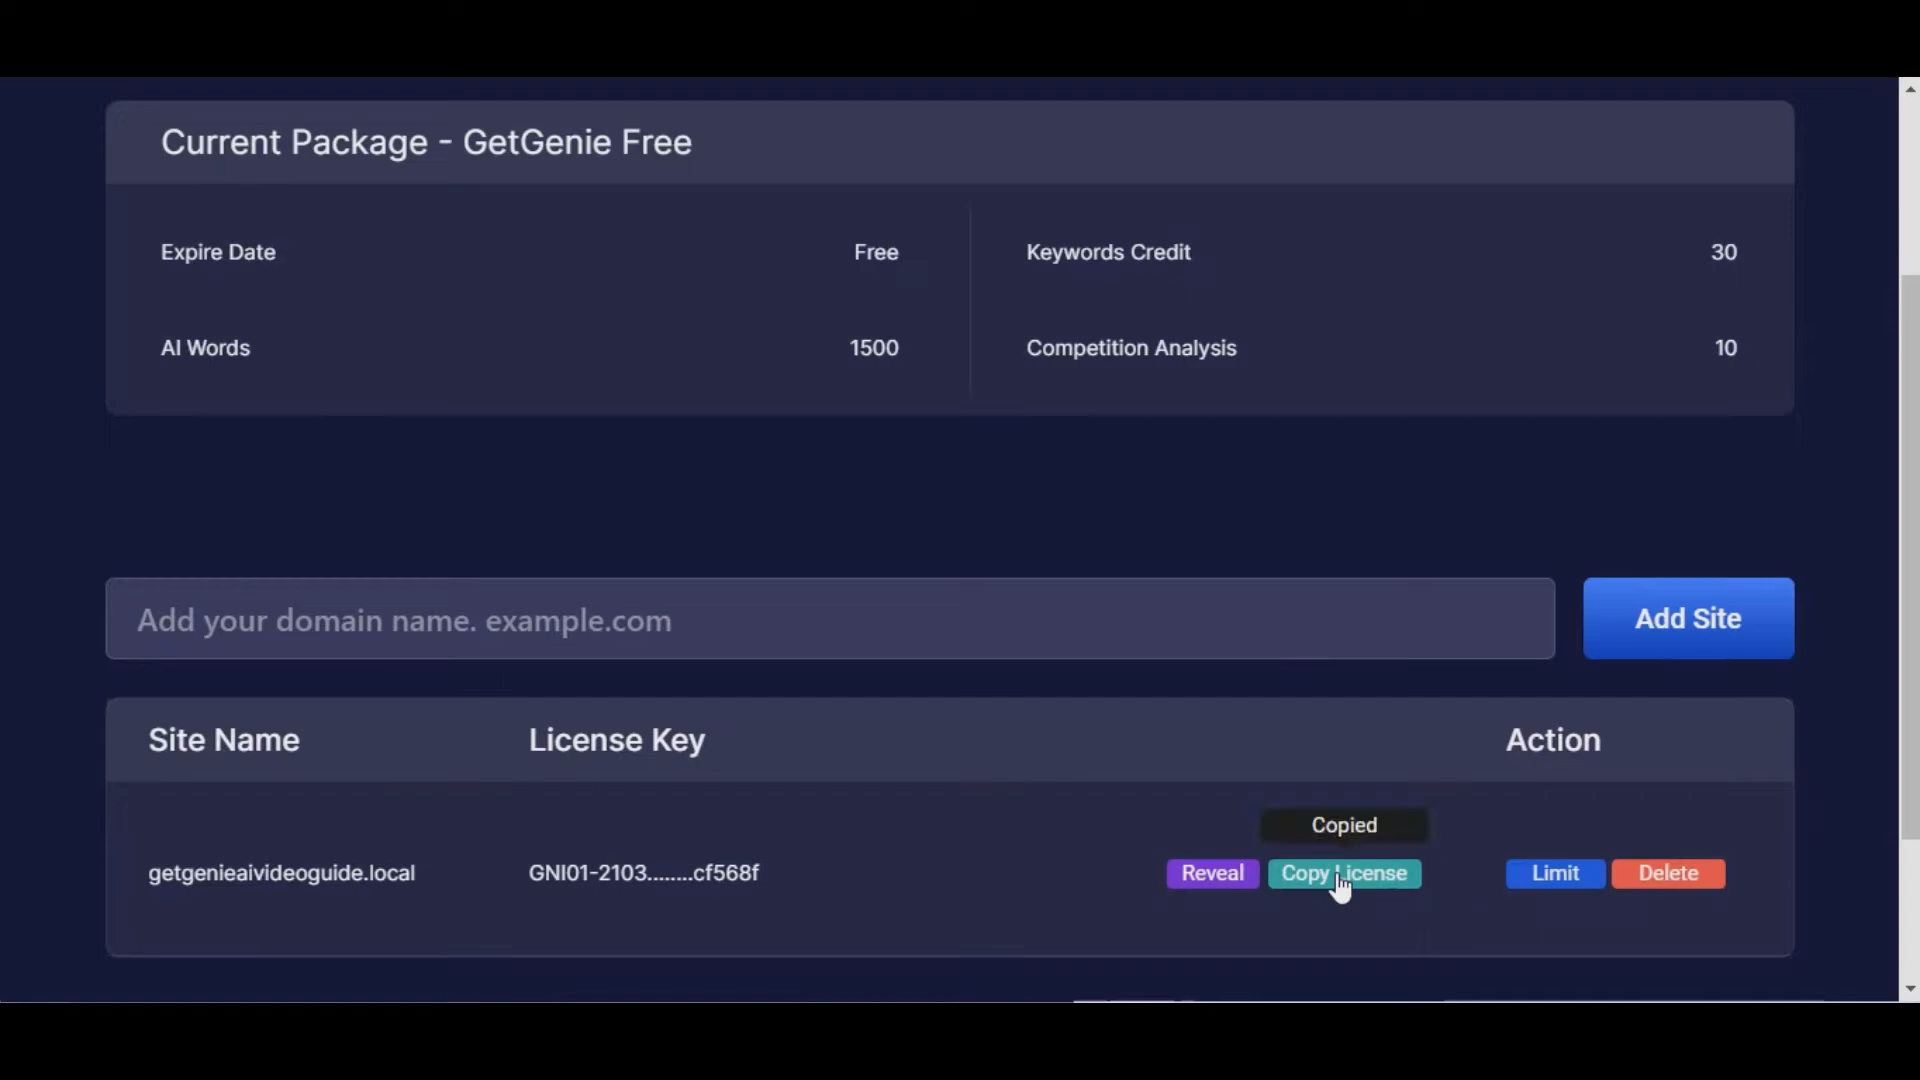 Current Package - GetGenie Free
Expire Date Free Keywords Credit 30
AI Words 1500 Competition Analysis 10
Add your domain name. example.com Add Site
Site Name License Key Action
Copied
getgenieaivideoguide.local GNI01-2103........cf568f Reveal Copy License Limit Delete